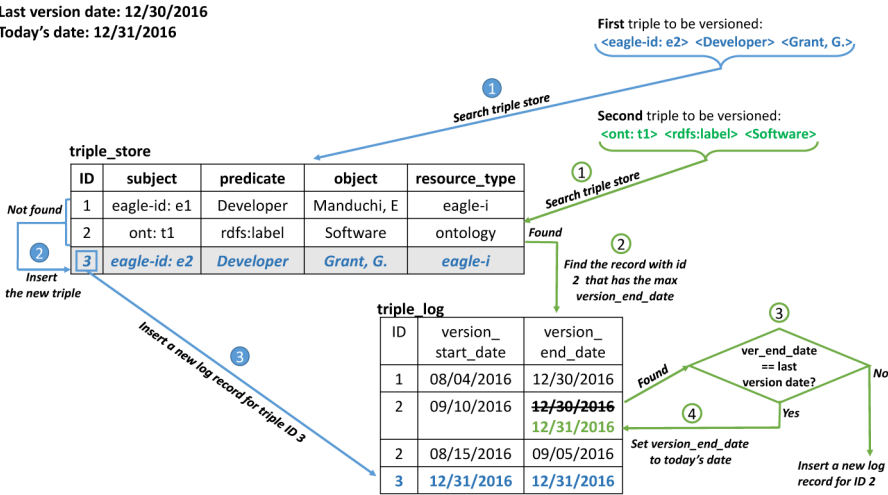 Last version date: 12/30/2016
Today's date: 12/31/2016
First triple to be versioned:
<eagle-id: e2> <Developer> <Grant, G.>
1
Search triple store
Second triple to be versioned:
<ont: t1> <rdfs:label> <Software>
1
Search triple store
triple_store
ID subject predicate object resource_type
1 eagle-id: e1 Developer Manduchi, E eagle-i
2 ont: t1 rdfs:label Software ontology
3 eagle-id: e2 Developer Grant, G. eagle-i
Not found
2
Insert
the new triple
Found
2
Find the record with id
2 that has the max
version_end_date
3
Insert a new log record for triple ID 3
triple_log
ID version_ version_
start_date end_date
1 08/04/2016 12/30/2016
2 09/10/2016 12/30/2016
12/31/2016
2 08/15/2016 09/05/2016
3 12/31/2016 12/31/2016
Found
3
ver_end_date
== last
version date?
No
Yes
4
Set version_end_date
to today's date
Insert a new log
record for ID 2